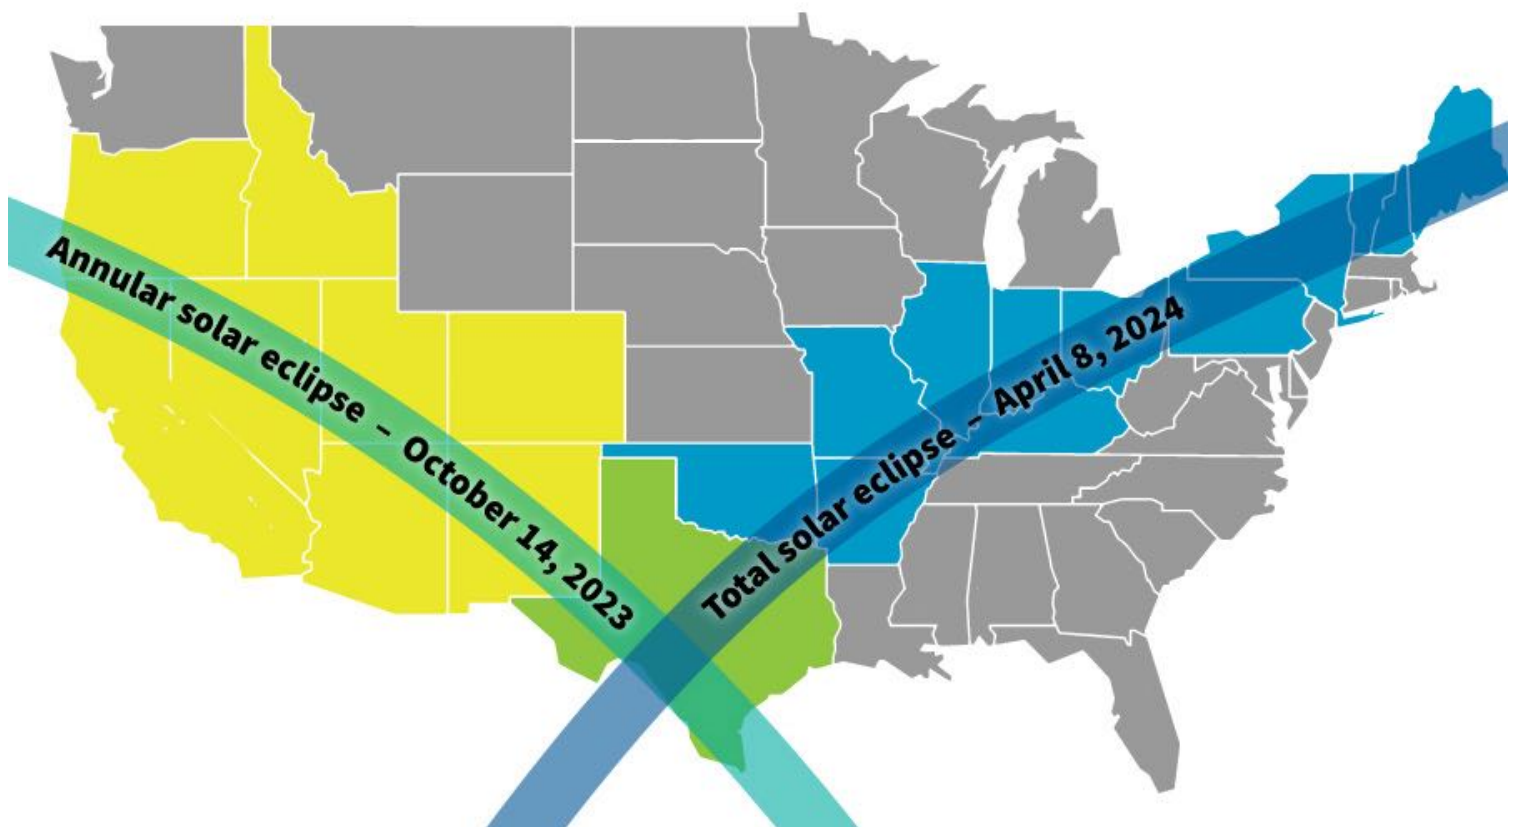 Annular solar eclipse – October 14, 2023
Total solar eclipse – April 8, 2024